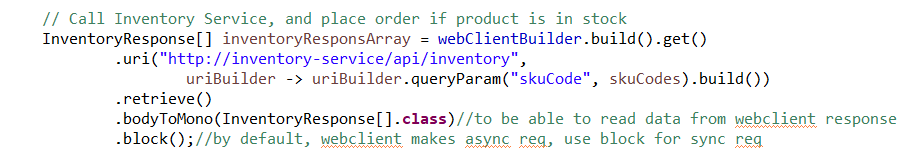 // Call Inventory Service, and place order if product is in stock
InventoryResponse[] inventoryResponsArray = webClientBuilder.build().get()
.uri("http://inventory-service/api/inventory",
uriBuilder -> uriBuilder.queryParam("skuCode", skuCodes).build())
.retrieve()
.bodyToMono(InventoryResponse[].class)//to be able to read data from webclient response
.block();//by default, webclient makes async req, use block for sync req